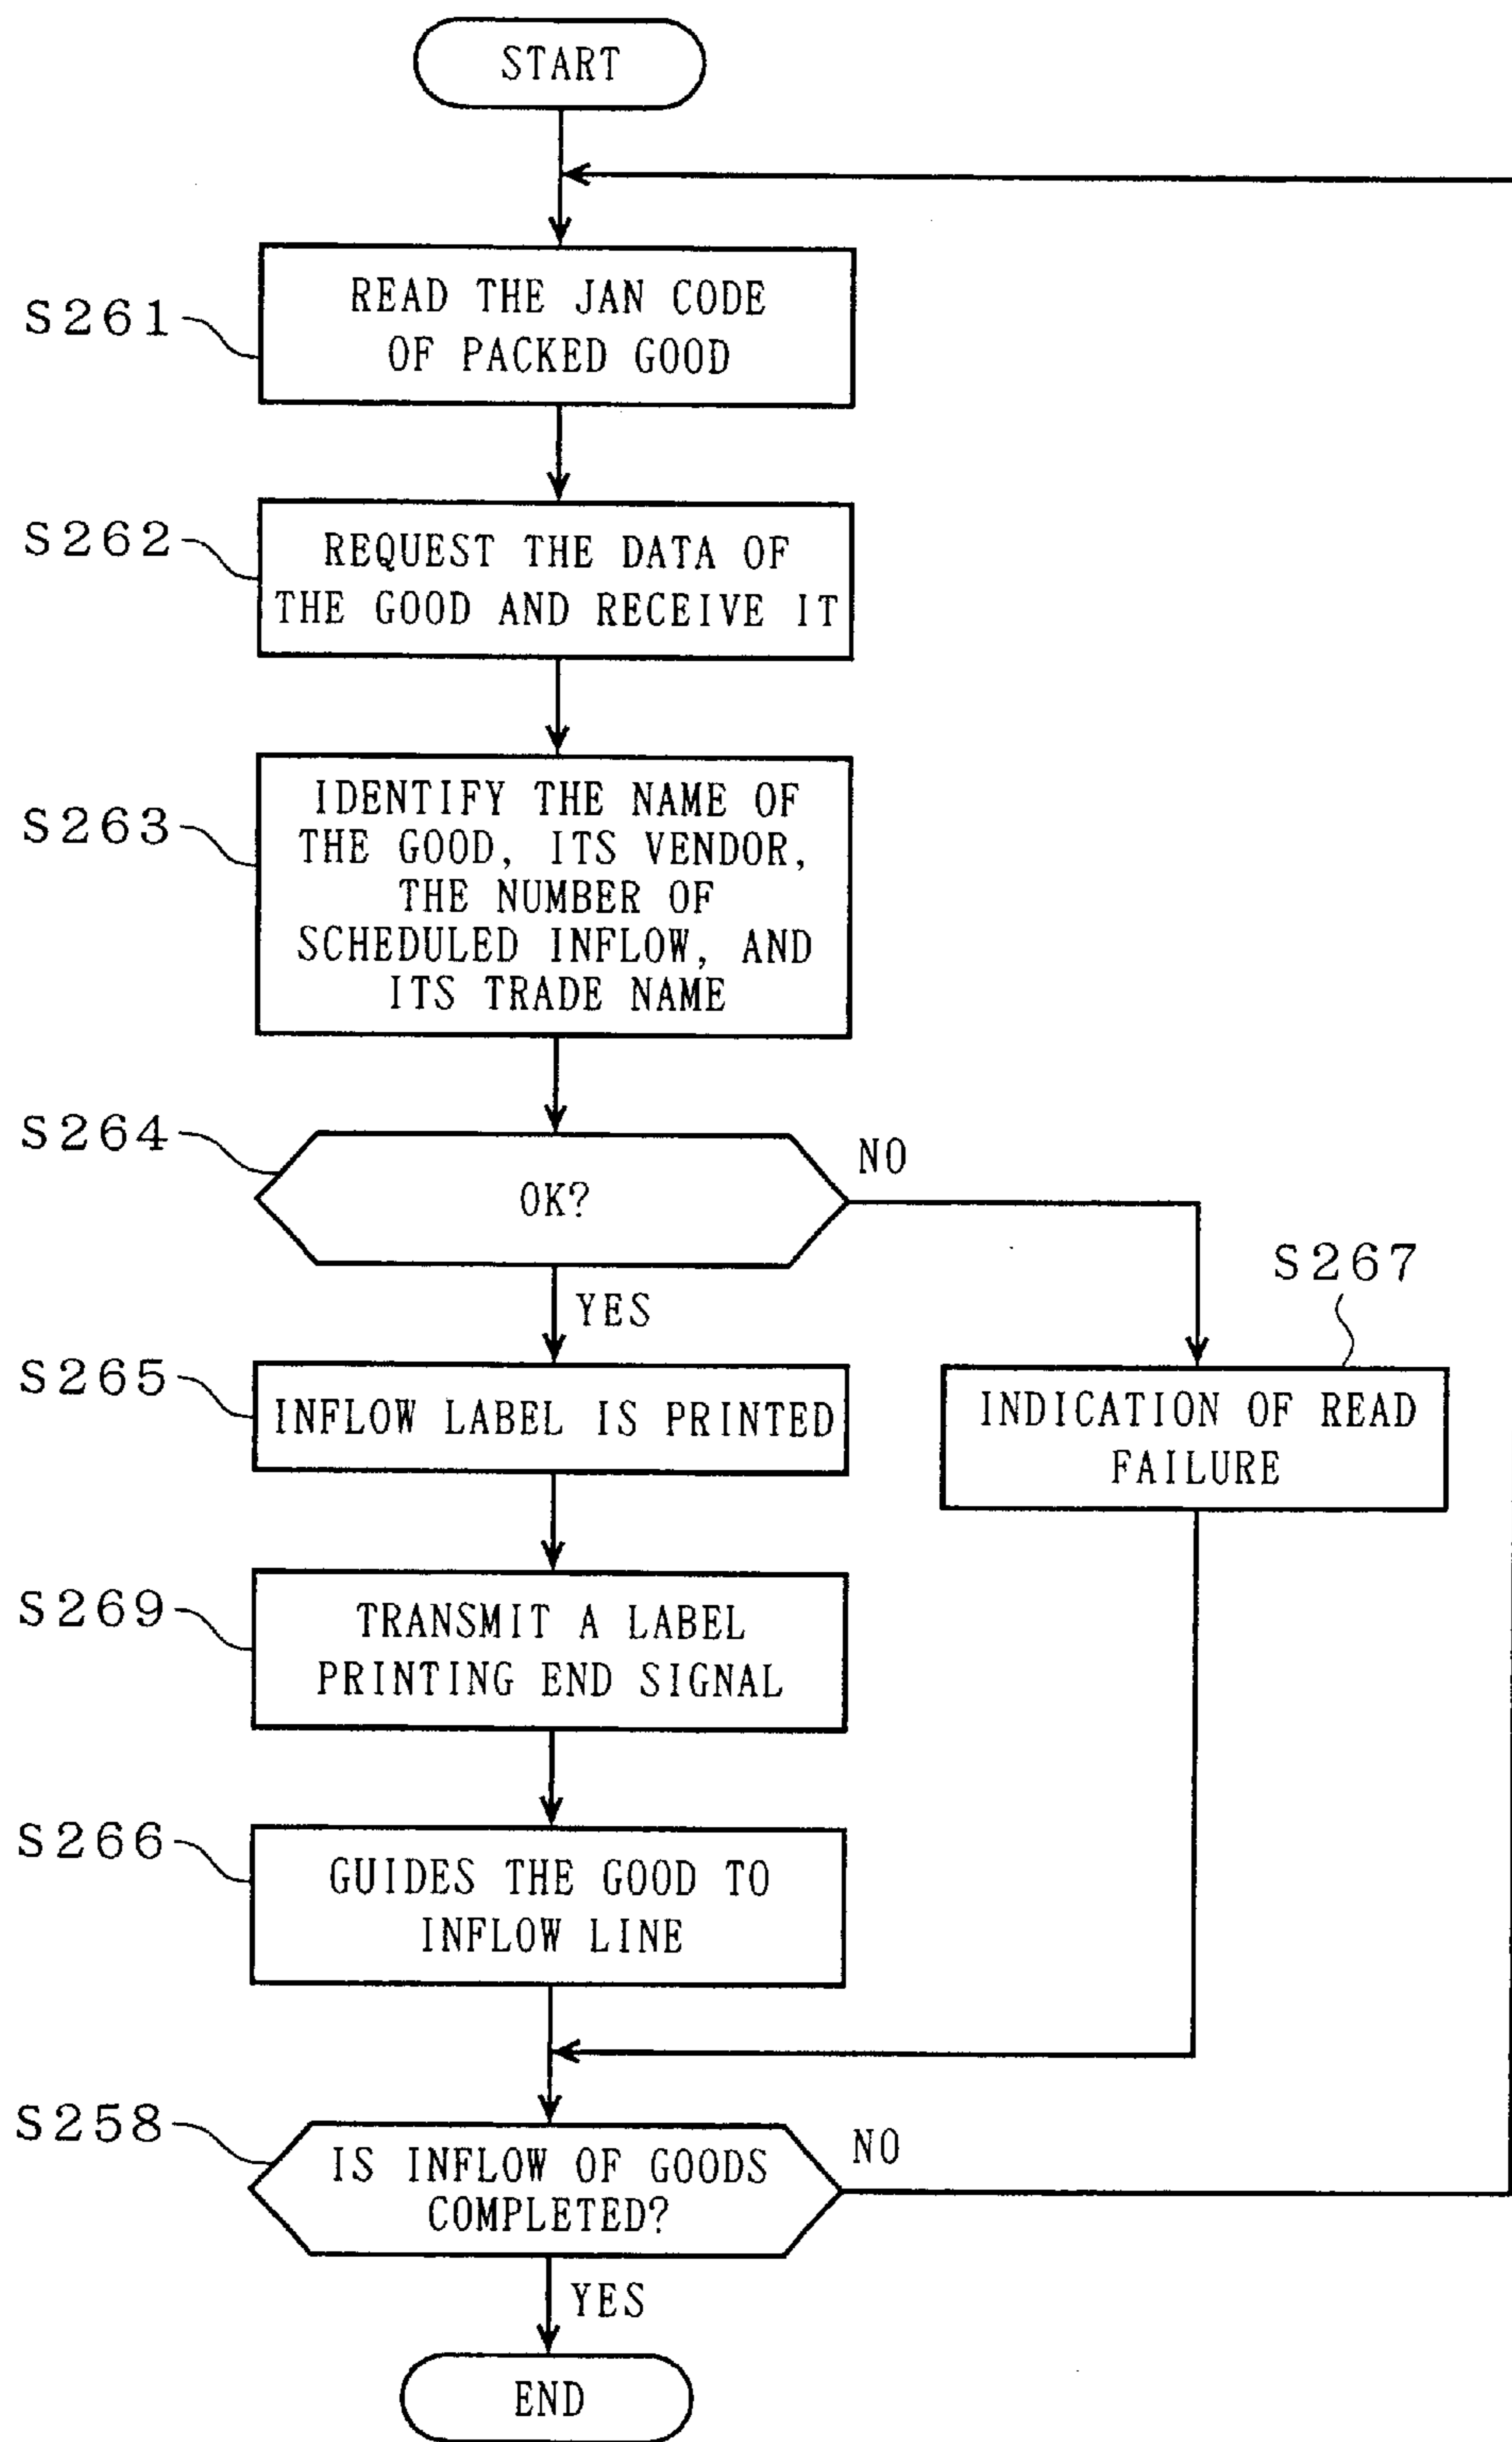 START
S261
READ THE JAN CODE
OF PACKED GOOD
S262
REQUEST THE DATA OF
THE GOOD AND RECEIVE IT
S263
IDENTIFY THE NAME OF
THE GOOD, ITS VENDOR,
THE NUMBER OF
SCHEDULED INFLOW, AND
ITS TRADE NAME
S264
OK?
NO
YES
S267
INDICATION OF READ
FAILURE
S265
INFLOW LABEL IS PRINTED
S269
TRANSMIT A LABEL
PRINTING END SIGNAL
S266
GUIDES THE GOOD TO
INFLOW LINE
S258
IS INFLOW OF GOODS
COMPLETED?
NO
YES
END